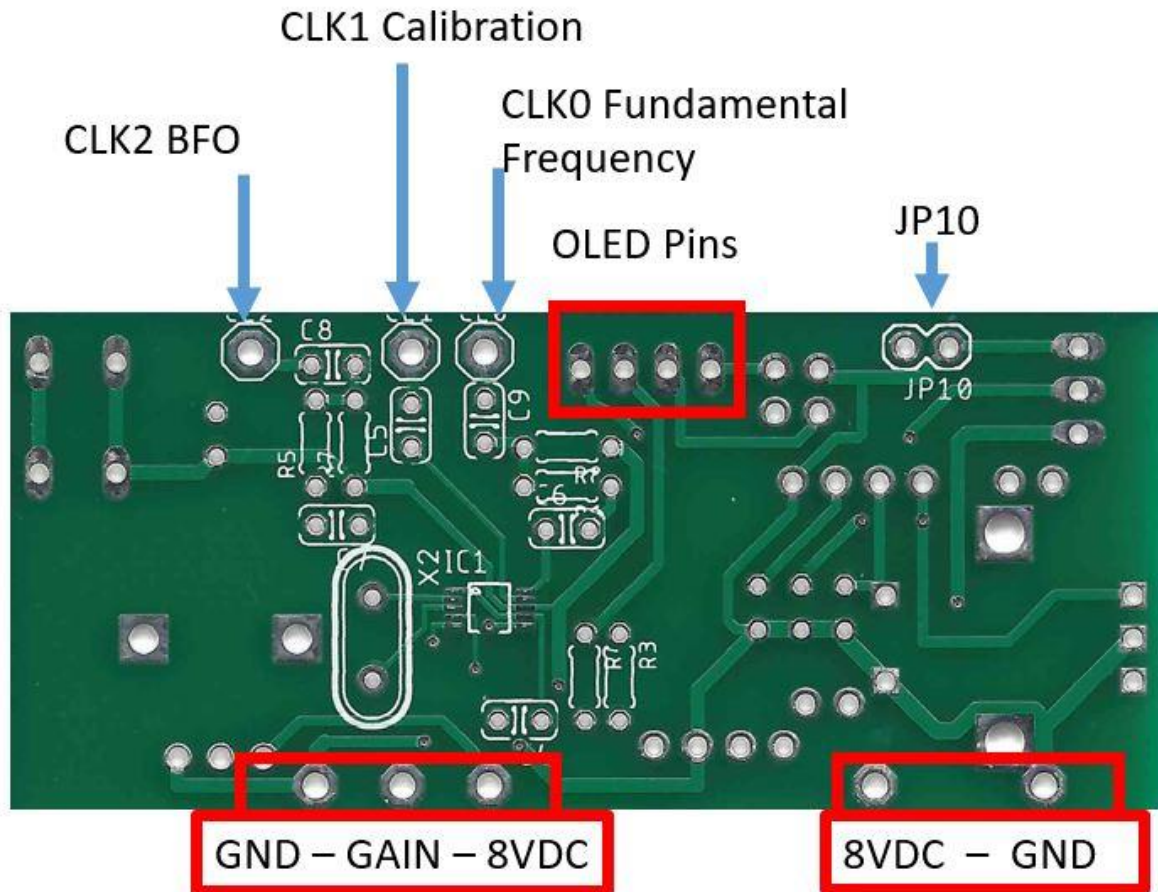 CLK1 Calibration
CLK0 Fundamental
Frequency
CLK2 BFO
JP10
OLED Pins
C8
JP10
C9
R5
C6
X2
IC1
R3
GND – GAIN – 8VDC
8VDC – GND